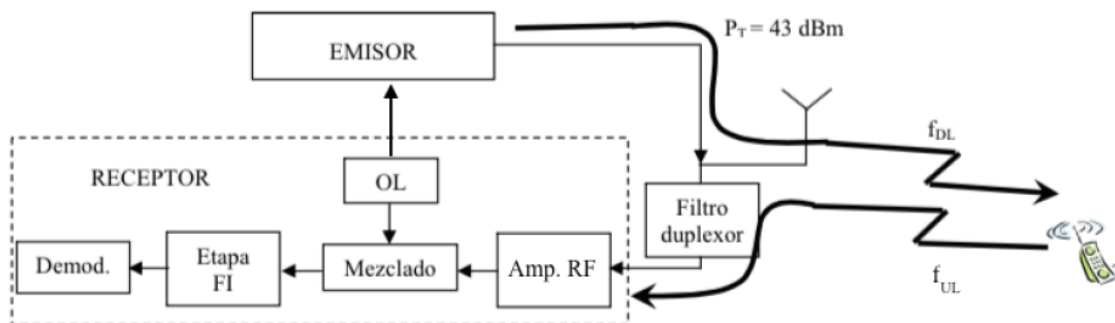 EMISOR
P_T = 43 dBm
f_DL
RECEPTOR
OL
Filtro
duplexor
Demod.
Etapa
FI
Mezclado
Amp. RF
f_UL